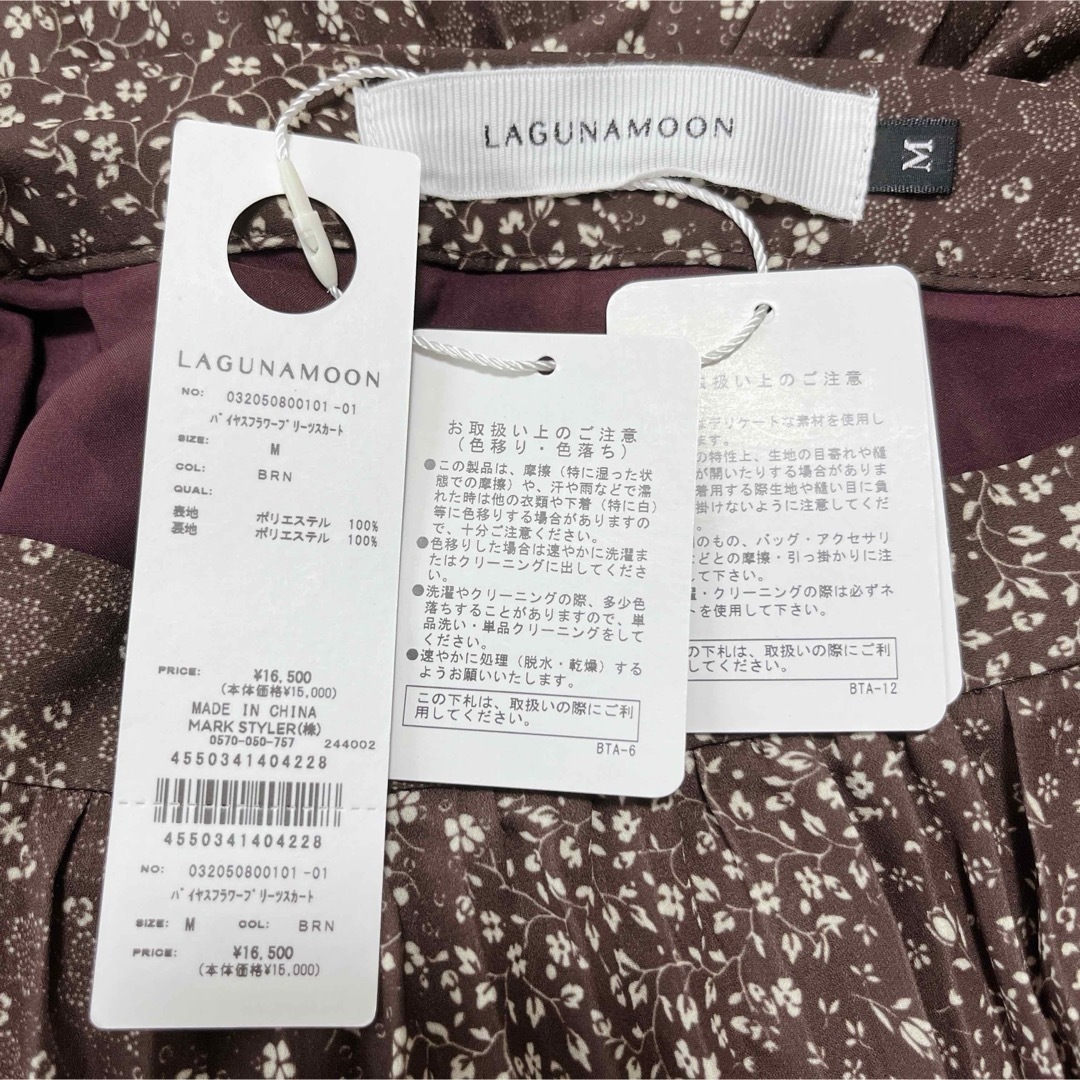 LAGUNAMOON
M
LAGUNAMOON
NO: 032050800101-01
バイヤスフラワープリーツスカート
SIZE: M
COL: BRN
QUAL:
表地 ポリエステル 100%
裏地 ポリエステル 100%
PRICE: ¥16,500
(本体価格¥15,000)
MADE IN CHINA
MARK STYLER(株)
0570-050-757 244002
4550341404228
4550341404228
NO: 032050800101-01
バイヤスフラワープリーツスカート
SIZE: M COL: BRN
PRICE: ¥16,500
(本体価格¥15,000)
お取扱い上のご注意
(色移り・色落ち)
●この製品は、摩擦(特に湿った状
態での摩擦)や、汗や雨などで濡
れた時は他の衣類や下着(特に白)
等に色移りする場合がありますの
で、十分ご注意ください。
●色移りした場合は速やかに洗濯ま
たはクリーニングに出してくださ
い。
●洗濯やクリーニングの際、多少色
落ちすることがありますので、単
品洗い・単品クリーニングをして
ください。
●速やかに処理(脱水・乾燥)する
ようお願いいたします。
この下札は、取扱いの際にご利
用してください。
BTA-6
扱い上のご注意
なデリケートな素材を使用し
ます。
の特性上、生地の目寄れや縫
が開いたりする場合がありま
着用する際生地や縫い目に負
掛けないように注意してくだ
。
のもの、バッグ・アクセサリ
などとの摩擦・引っ掛かりに注
して下さい。
・クリーニングの際は必ずネ
トを使用して下さい。
の下札は、取扱いの際にご利
してください。
BTA-12